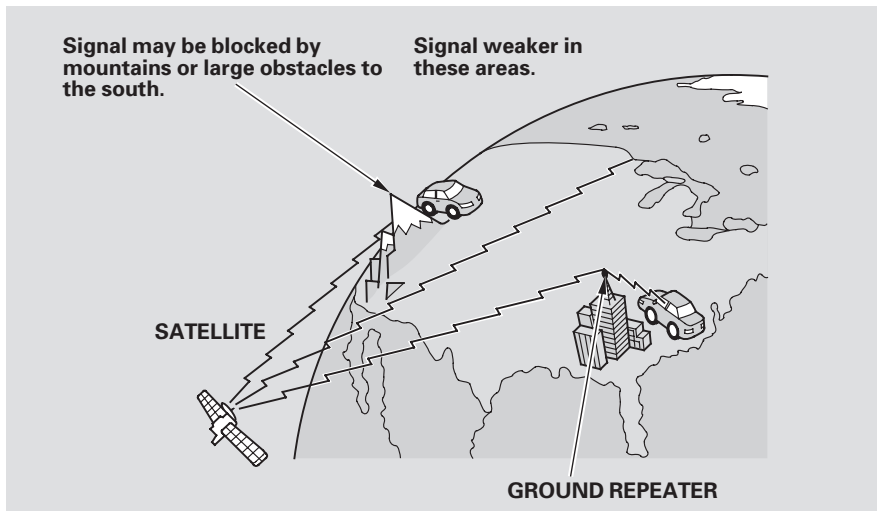 Signal may be blocked by
mountains or large obstacles to
the south.
Signal weaker in
these areas.
SATELLITE
GROUND REPEATER